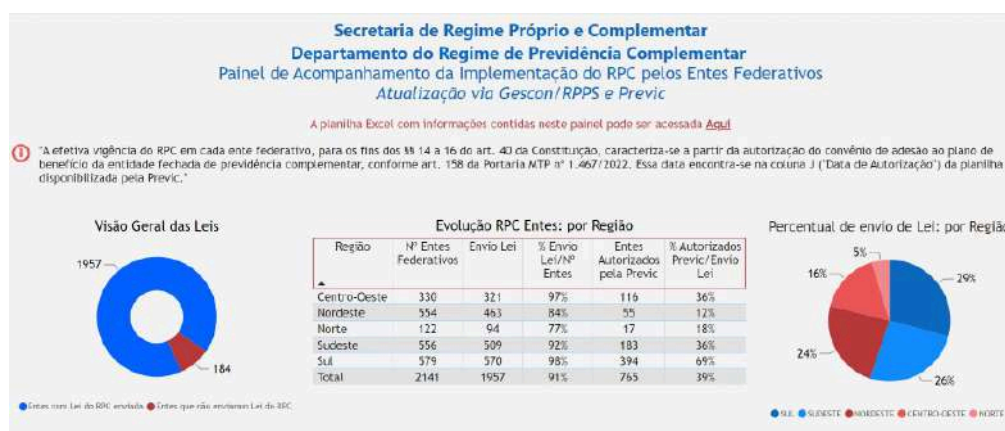 Secretaria de Regime Próprio e Complementar
Departamento do Regime de Previdência Complementar
Painel de Acompanhamento da Implementação do RPC pelos Entes Federativos
Atualização via Gescon/RPPS e Previc
A planilha Excel com informações contidas neste painel pode ser acessada Aqui
"A efetiva vigência do RPC em cada ente federativo, para os fins dos §§ 14 a 16 do art. 40 da Constituição, caracteriza-se a partir da autorização do convênio de adesão ao plano de
benefício da entidade fechada de previdência complementar, conforme art. 158 da Portaria MTP nº 1.467/2022. Essa data encontra-se na coluna J ("Data de Autorização") da planilha
disponibilizada pela Previc."
Visão Geral das Leis
1957
184
Entes com Lei do RPC enviada Entes que não enviaram Lei de RPC
Evolução RPC Entes: por Região
Região Nº Entes Federativos Envio Lei % Envio Lei/Nº Entes Entes Autorizados pela Previc % Autorizados Previc/Envio Lei
Centro-Oeste 330 321 97% 116 36%
Nordeste 554 463 84% 55 12%
Norte 122 94 77% 17 18%
Sudeste 556 509 92% 183 36%
Sul 579 570 98% 394 69%
Total 2141 1957 91% 765 39%
Percentual de envio de Lei: por Região
5%
16%
29%
24%
26%
SUL SUDESTE NORDESTE CENTRO-OESTE NORTE